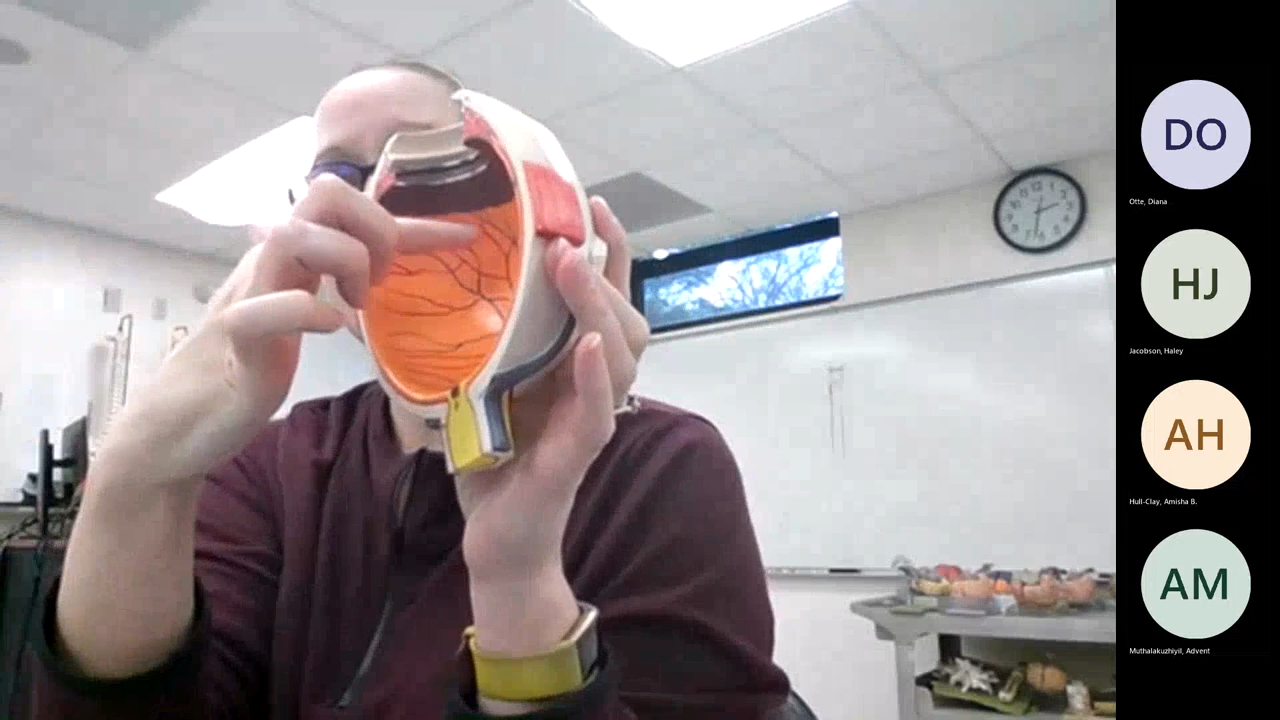 DO
Otte, Diana
HJ
Jacobson, Haley
AH
Hull-Clay, Amisha B.
AM
Muthalakuzhiyil, Advent